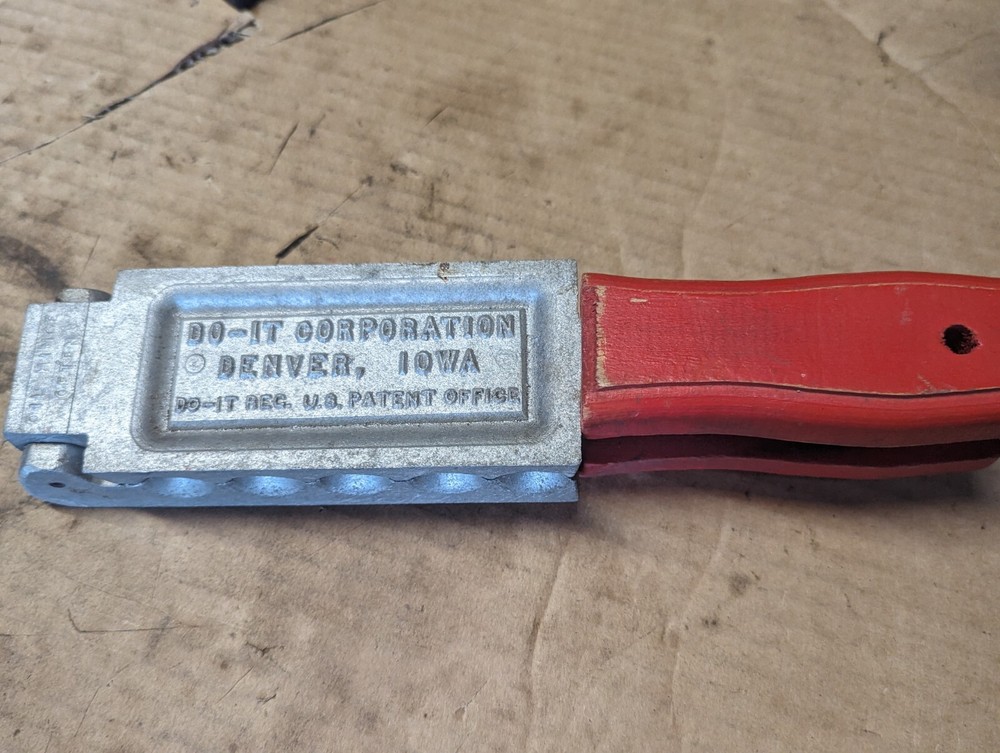 DO-IT CORPORATION
DENVER, IOWA
DO-IT REG. U.S. PATENT OFFICE